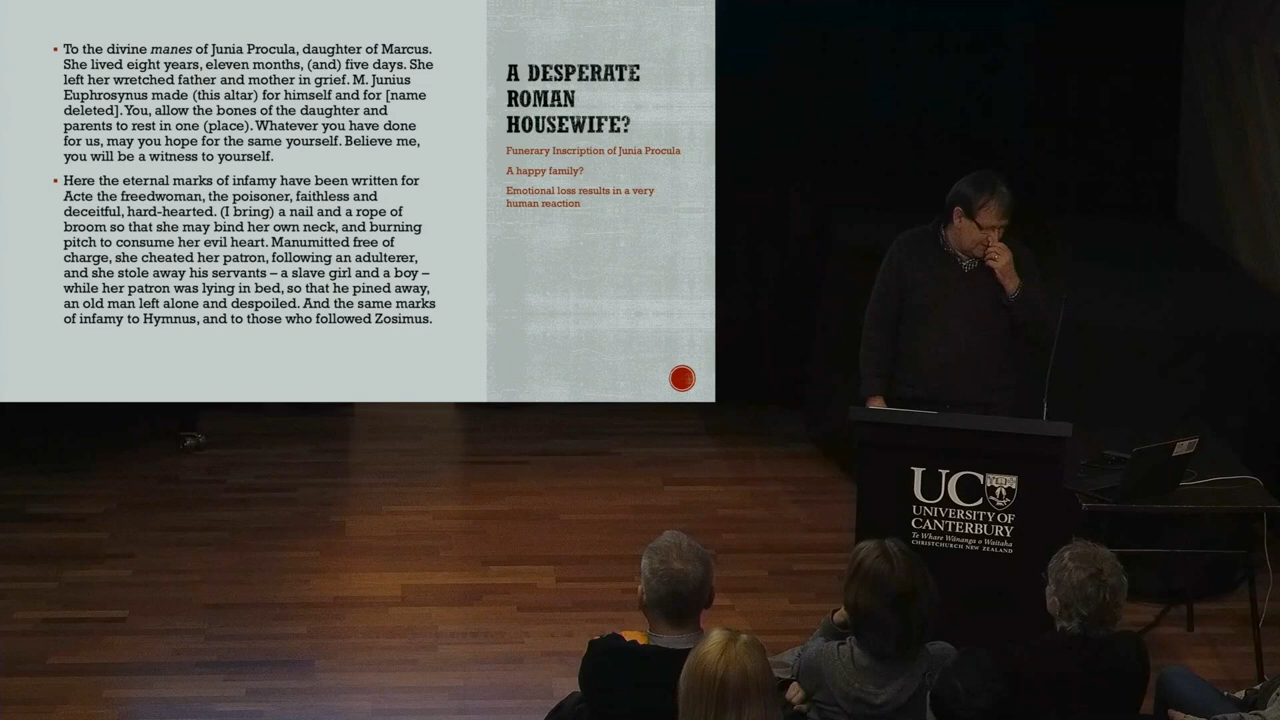 ▪ To the divine manes of Junia Procula, daughter of Marcus.
She lived eight years, eleven months, (and) five days. She
left her wretched father and mother in grief. M. Junius
Euphrosynus made (this altar) for himself and for [name
deleted]. You, allow the bones of the daughter and
parents to rest in one (place). Whatever you have done
for us, may you hope for the same yourself. Believe me,
you will be a witness to yourself.
▪ Here the eternal marks of infamy have been written for
Acte the freedwoman, the poisoner, faithless and
deceitful, hard-hearted. (I bring) a nail and a rope of
broom so that she may bind her own neck, and burning
pitch to consume her evil heart. Manumitted free of
charge, she cheated her patron, following an adulterer,
and she stole away his servants – a slave girl and a boy –
while her patron was lying in bed, so that he pined away,
an old man left alone and despoiled. And the same marks
of infamy to Hymnus, and to those who followed Zosimus.
A DESPERATE
ROMAN
HOUSEWIFE?
Funerary Inscription of Junia Procula
A happy family?
Emotional loss results in a very
human reaction
UC
UNIVERSITY OF
CANTERBURY
Te Whare Wānanga o Waitaha
CHRISTCHURCH NEW ZEALAND